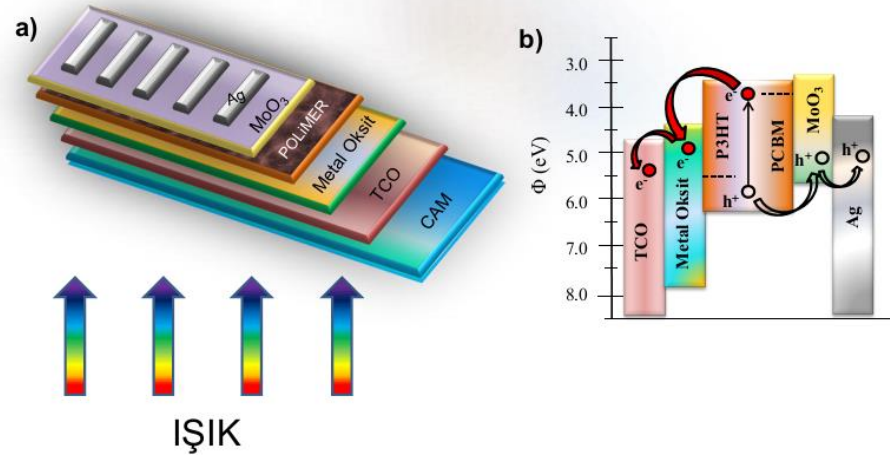 a)
Ag
MoO3
POLİMER
Metal Oksit
TCO
CAM
IŞIK
b)
Φ (eV)
3.0
4.0
5.0
6.0
7.0
8.0
TCO
e-
Metal Oksit
e-
P3HT
e-
h+
PCBM
MoO3
h+
Ag
h+